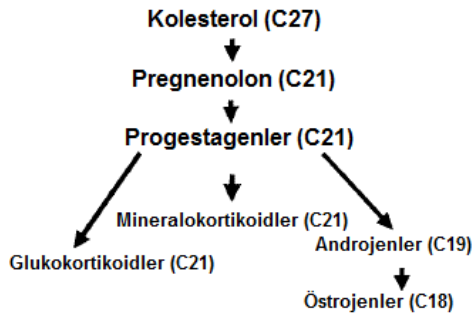 Kolesterol (C27)
Pregnenolon (C21)
Progestagenler (C21)
Mineralokortikoidler (C21)
Androjenler (C19)
Glukokortikoidler (C21)
Östrojenler (C18)